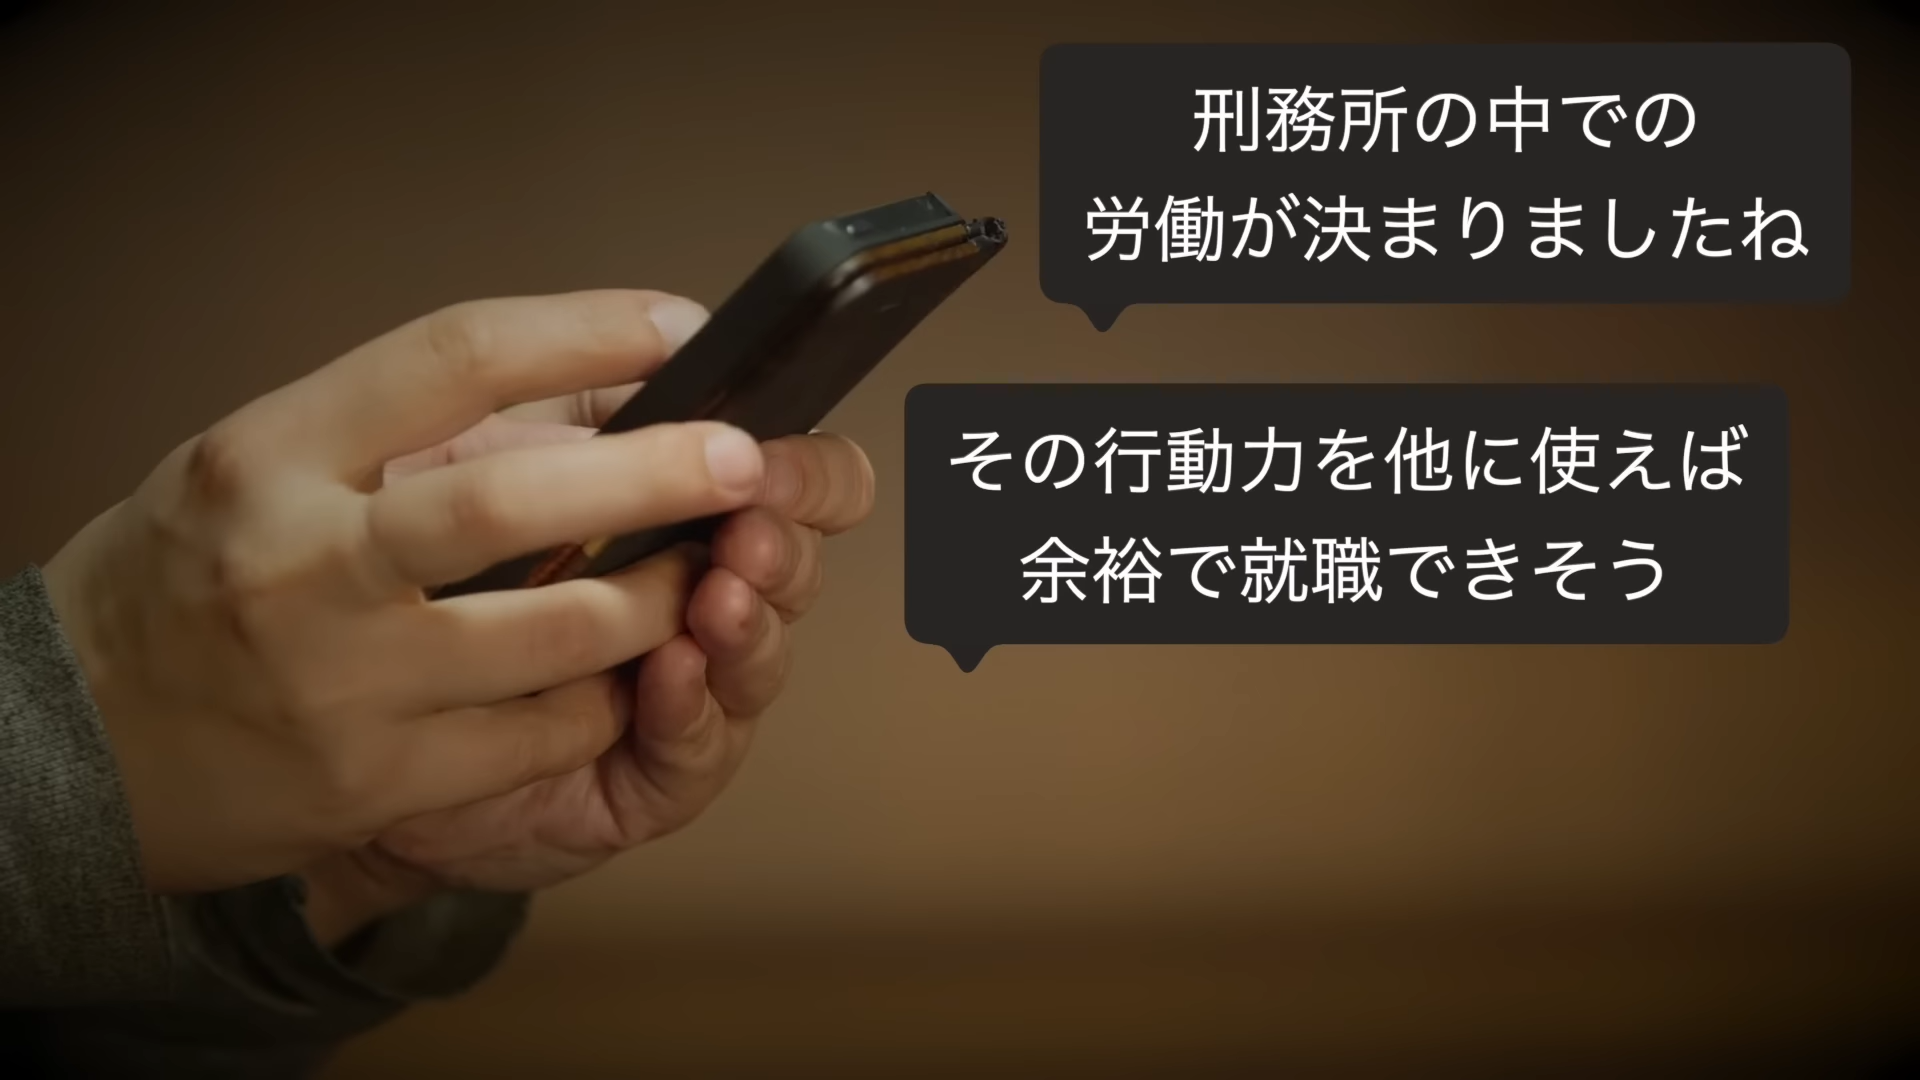 刑務所の中での
労働が決まりましたね
その行動力を他に使えば
余裕で就職できそう